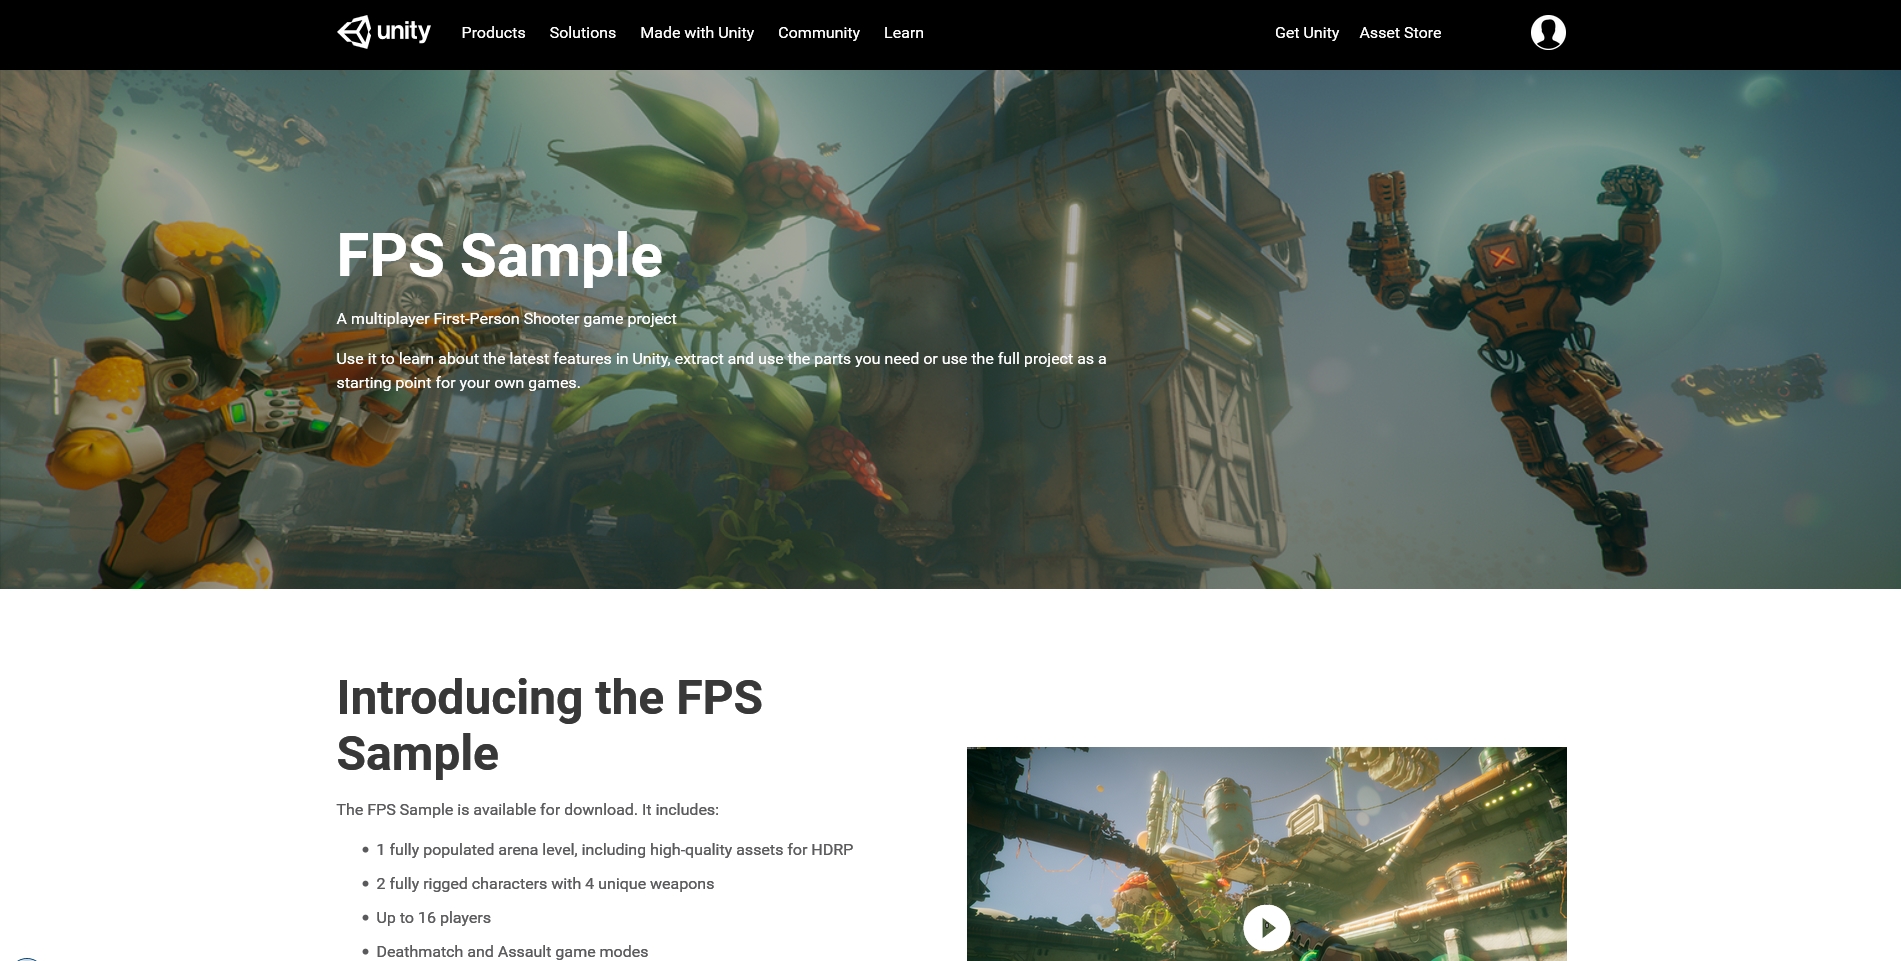 unity
Products Solutions Made with Unity Community Learn Get Unity Asset Store
FPS Sample
A multiplayer First-Person Shooter game project
Use it to learn about the latest features in Unity, extract and use the parts you need or use the full project as a
starting point for your own games.
Introducing the FPS
Sample
The FPS Sample is available for download. It includes:
• 1 fully populated arena level, including high-quality assets for HDRP
• 2 fully rigged characters with 4 unique weapons
• Up to 16 players
• Deathmatch and Assault game modes